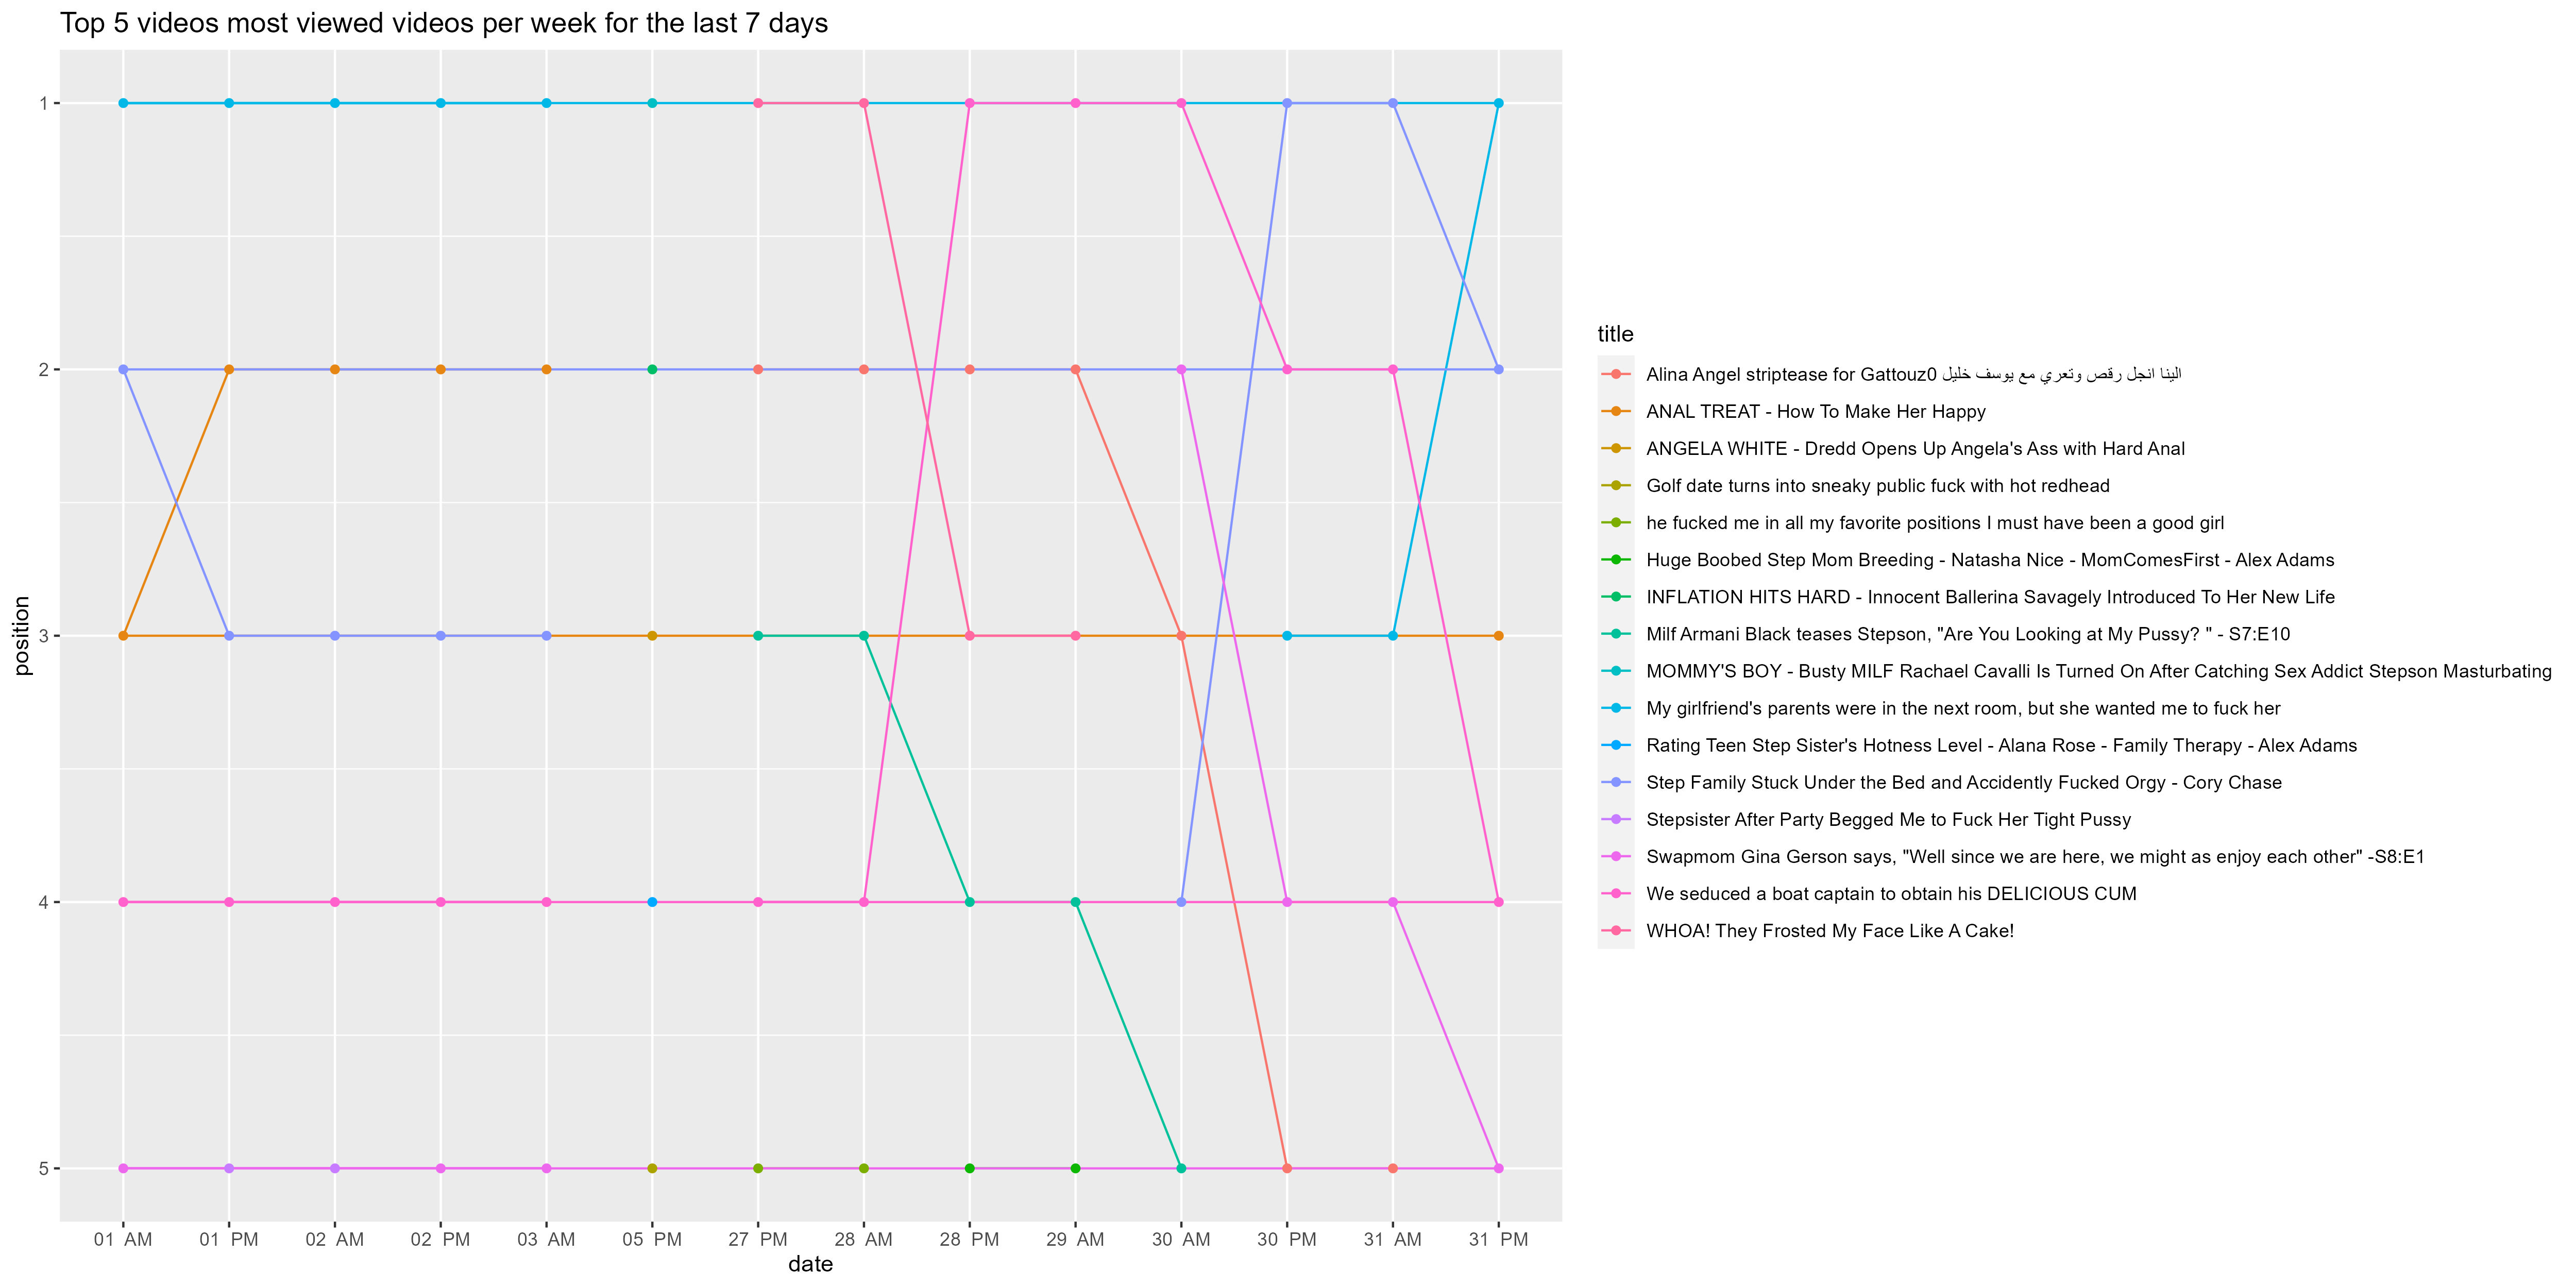 Top 5 videos most viewed videos per week for the last 7 days
position
1
2
3
4
5
01 AM
01 PM
02 AM
02 PM
03 AM
05 PM
27 PM
28 AM
28 PM
29 AM
30 AM
30 PM
31 AM
31 PM
date
title
Alina Angel striptease for Gattouz0 الينا انجل رقص وتعري مع يوسف خليل
ANAL TREAT - How To Make Her Happy
ANGELA WHITE - Dredd Opens Up Angela's Ass with Hard Anal
Golf date turns into sneaky public fuck with hot redhead
he fucked me in all my favorite positions I must have been a good girl
Huge Boobed Step Mom Breeding - Natasha Nice - MomComesFirst - Alex Adams
INFLATION HITS HARD - Innocent Ballerina Savagely Introduced To Her New Life
Milf Armani Black teases Stepson, "Are You Looking at My Pussy? " - S7:E10
MOMMY'S BOY - Busty MILF Rachael Cavalli Is Turned On After Catching Sex Addict Stepson Masturbating
My girlfriend's parents were in the next room, but she wanted me to fuck her
Rating Teen Step Sister's Hotness Level - Alana Rose - Family Therapy - Alex Adams
Step Family Stuck Under the Bed and Accidently Fucked Orgy - Cory Chase
Stepsister After Party Begged Me to Fuck Her Tight Pussy
Swapmom Gina Gerson says, "Well since we are here, we might as enjoy each other" -S8:E1
We seduced a boat captain to obtain his DELICIOUS CUM
WHOA! They Frosted My Face Like A Cake!